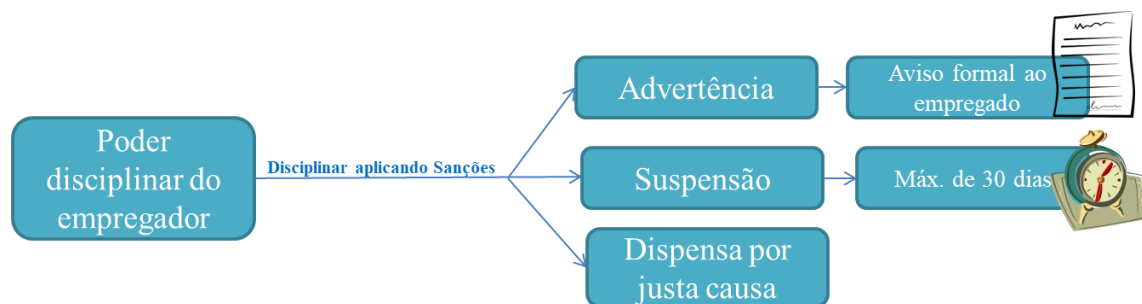 Poder
disciplinar do
empregador
Disciplinar aplicando Sanções
Advertência
Aviso formal ao
empregado
Suspensão
Máx. de 30 dias
Dispensa por
justa causa